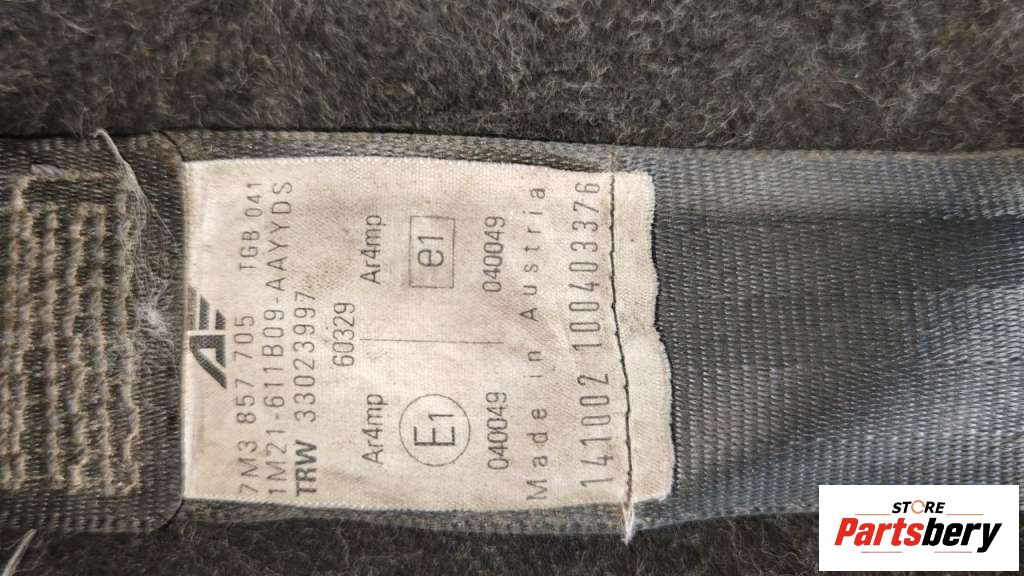 7M3 857 705 TGB 041
1M21-611B09-AAYYDS
TRW 33023997
60329
Ar4mp Ar4mp
E1 e1
040049 040049
Made in Austria
141002 100403376
STORE
Partsbery